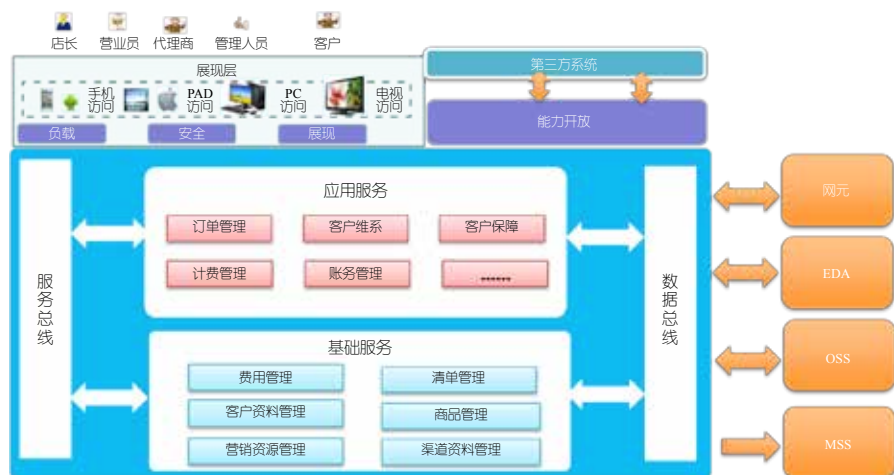 店长 营业员 代理商 管理人员 客户
展现层
手机访问 PAD访问 PC访问 电视访问
负载 安全 展现
第三方系统
能力开放
服务总线
应用服务
订单管理 客户维系 客户保障
计费管理 账务管理 ......
基础服务
费用管理 清单管理
客户资料管理 商品管理
营销资源管理 渠道资料管理
数据总线
网元
EDA
OSS
MSS